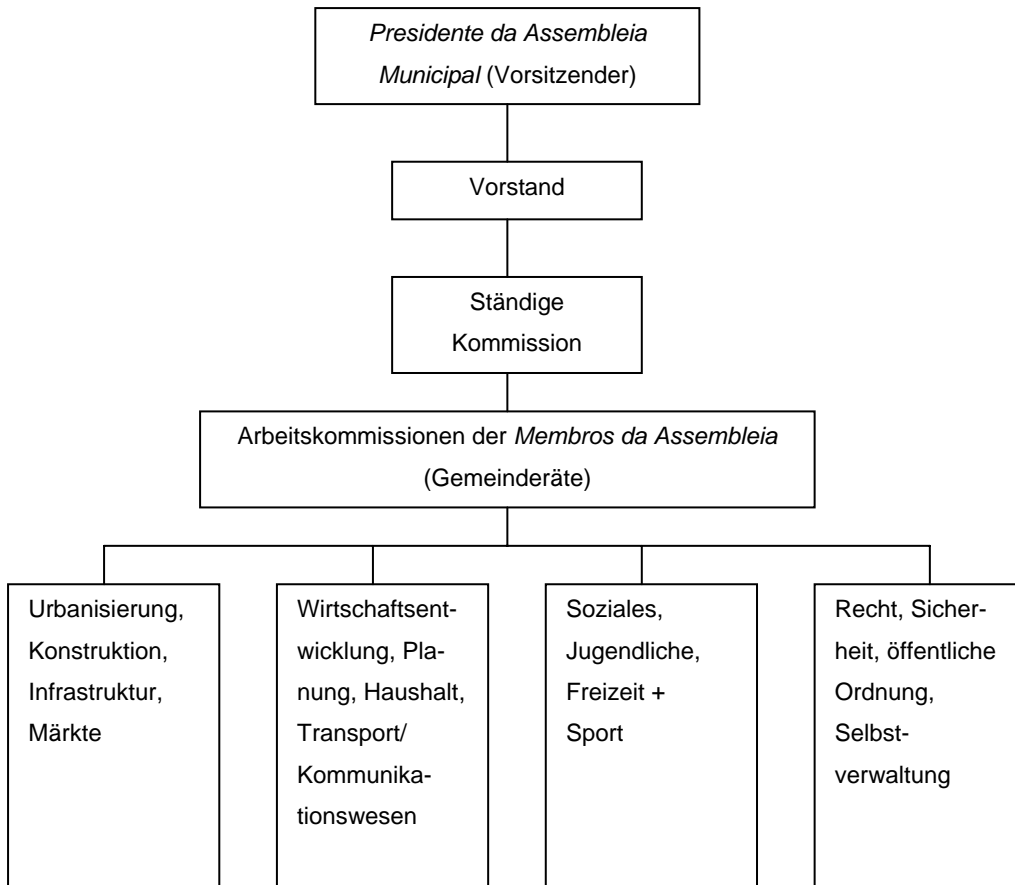 Presidente da Assembleia
Municipal (Vorsitzender)
Vorstand
Ständige
Kommission
Arbeitskommissionen der Membros da Assembleia
(Gemeinderäte)
Urbanisierung,
Konstruktion,
Infrastruktur,
Märkte
Wirtschaftsent-
wicklung, Pla-
nung, Haushalt,
Transport/
Kommunika-
tionswesen
Soziales,
Jugendliche,
Freizeit +
Sport
Recht, Sicher-
heit, öffentliche
Ordnung,
Selbst-
verwaltung